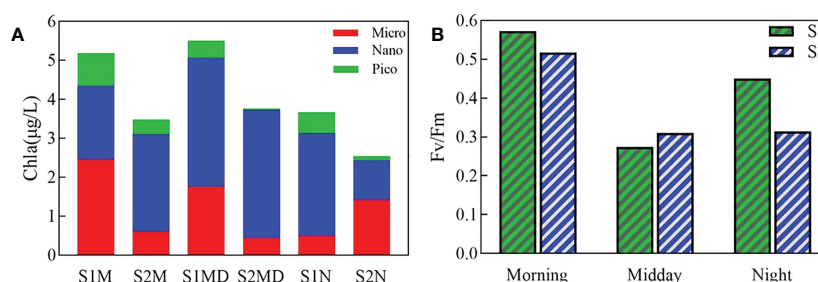 A
Chla(µg/L)
6
5
4
3
2
1
0
Micro
Nano
Pico
S1M S2M S1MD S2MD S1N S2N
B
Fv/Fm
0.6
0.5
0.4
0.3
0.2
0.1
0.0
S
S
Morning Midday Night